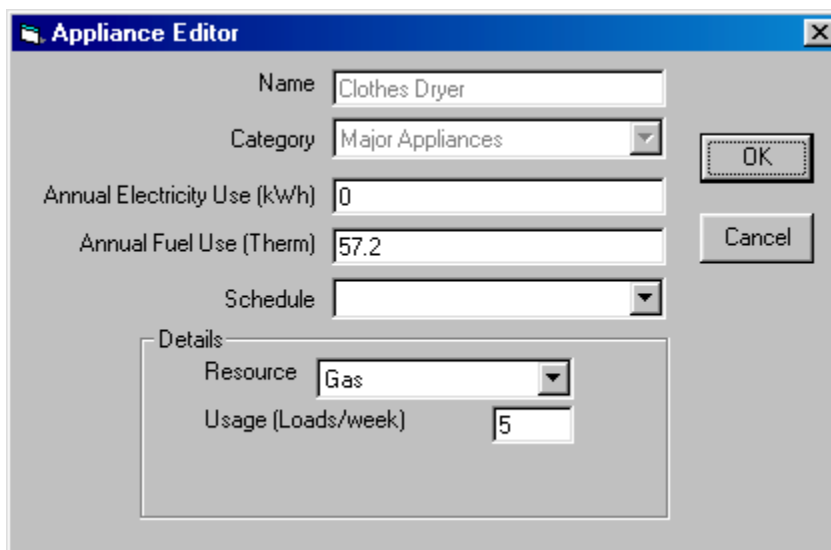 Appliance Editor
Name Clothes Dryer
Category Major Appliances
OK
Annual Electricity Use (kWh) 0
Annual Fuel Use (Therm) 57.2
Cancel
Schedule
Details
Resource Gas
Usage (Loads/week) 5